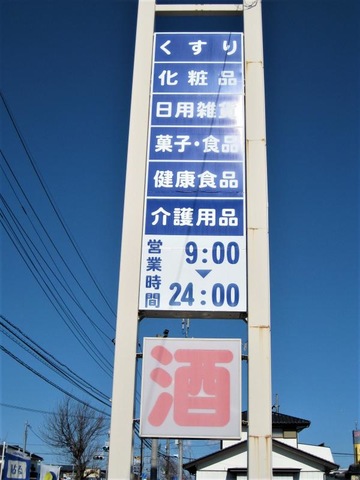 くすり
化粧品
日用雑貨
菓子・食品
健康食品
介護用品
営業時間
9:00
▼
24:00
酒